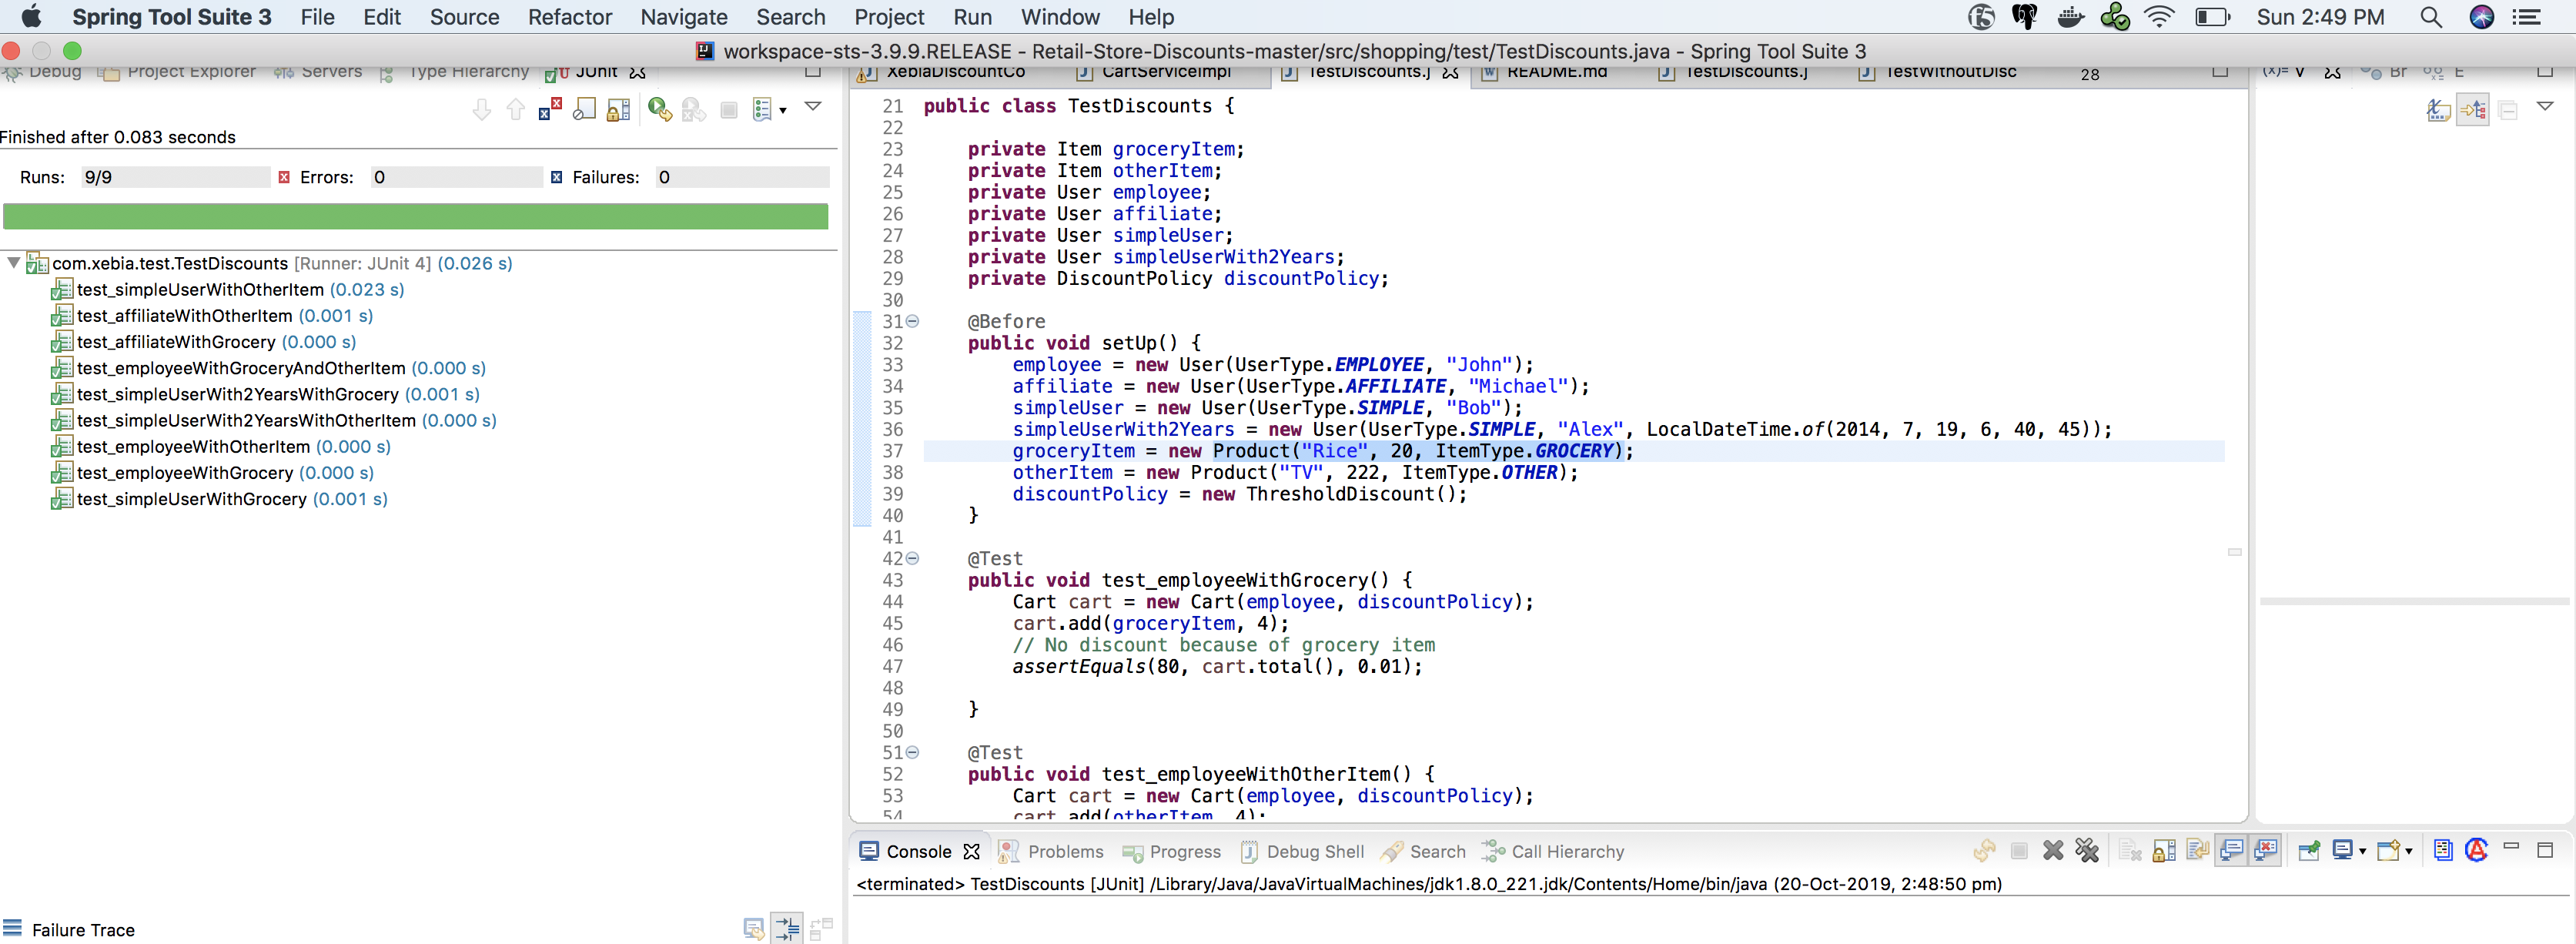 Spring Tool Suite 3 File Edit Source Refactor Navigate Search Project Run Window Help Sun 2:49 PM
workspace-sts-3.9.9.RELEASE - Retail-Store-Discounts-master/src/shopping/test/TestDiscounts.java - Spring Tool Suite 3
Debug Project Explorer Servers Type Hierarchy JUnit
XebiaDiscountCo CartServiceImpl TestDiscounts.j README.md TestDiscounts.j TestWithoutDisc 28
(x)= V Br E
Finished after 0.083 seconds
Runs: 9/9 Errors: 0 Failures: 0
com.xebia.test.TestDiscounts [Runner: JUnit 4] (0.026 s)
test_simpleUserWithOtherItem (0.023 s)
test_affiliateWithOtherItem (0.001 s)
test_affiliateWithGrocery (0.000 s)
test_employeeWithGroceryAndOtherItem (0.000 s)
test_simpleUserWith2YearsWithGrocery (0.001 s)
test_simpleUserWith2YearsWithOtherItem (0.000 s)
test_employeeWithOtherItem (0.000 s)
test_employeeWithGrocery (0.000 s)
test_simpleUserWithGrocery (0.001 s)
Failure Trace
21 public class TestDiscounts {
22
23 private Item groceryItem;
24 private Item otherItem;
25 private User employee;
26 private User affiliate;
27 private User simpleUser;
28 private User simpleUserWith2Years;
29 private DiscountPolicy discountPolicy;
30
31 @Before
32 public void setUp() {
33 employee = new User(UserType.EMPLOYEE, "John");
34 affiliate = new User(UserType.AFFILIATE, "Michael");
35 simpleUser = new User(UserType.SIMPLE, "Bob");
36 simpleUserWith2Years = new User(UserType.SIMPLE, "Alex", LocalDateTime.of(2014, 7, 19, 6, 40, 45));
37 groceryItem = new Product("Rice", 20, ItemType.GROCERY);
38 otherItem = new Product("TV", 222, ItemType.OTHER);
39 discountPolicy = new ThresholdDiscount();
40 }
41
42 @Test
43 public void test_employeeWithGrocery() {
44 Cart cart = new Cart(employee, discountPolicy);
45 cart.add(groceryItem, 4);
46 // No discount because of grocery item
47 assertEquals(80, cart.total(), 0.01);
48
49 }
50
51 @Test
52 public void test_employeeWithOtherItem() {
53 Cart cart = new Cart(employee, discountPolicy);
54 cart.add(otherItem, 4);
Console Problems Progress Debug Shell Search Call Hierarchy
<terminated> TestDiscounts [JUnit] /Library/Java/JavaVirtualMachines/jdk1.8.0_221.jdk/Contents/Home/bin/java (20-Oct-2019, 2:48:50 pm)